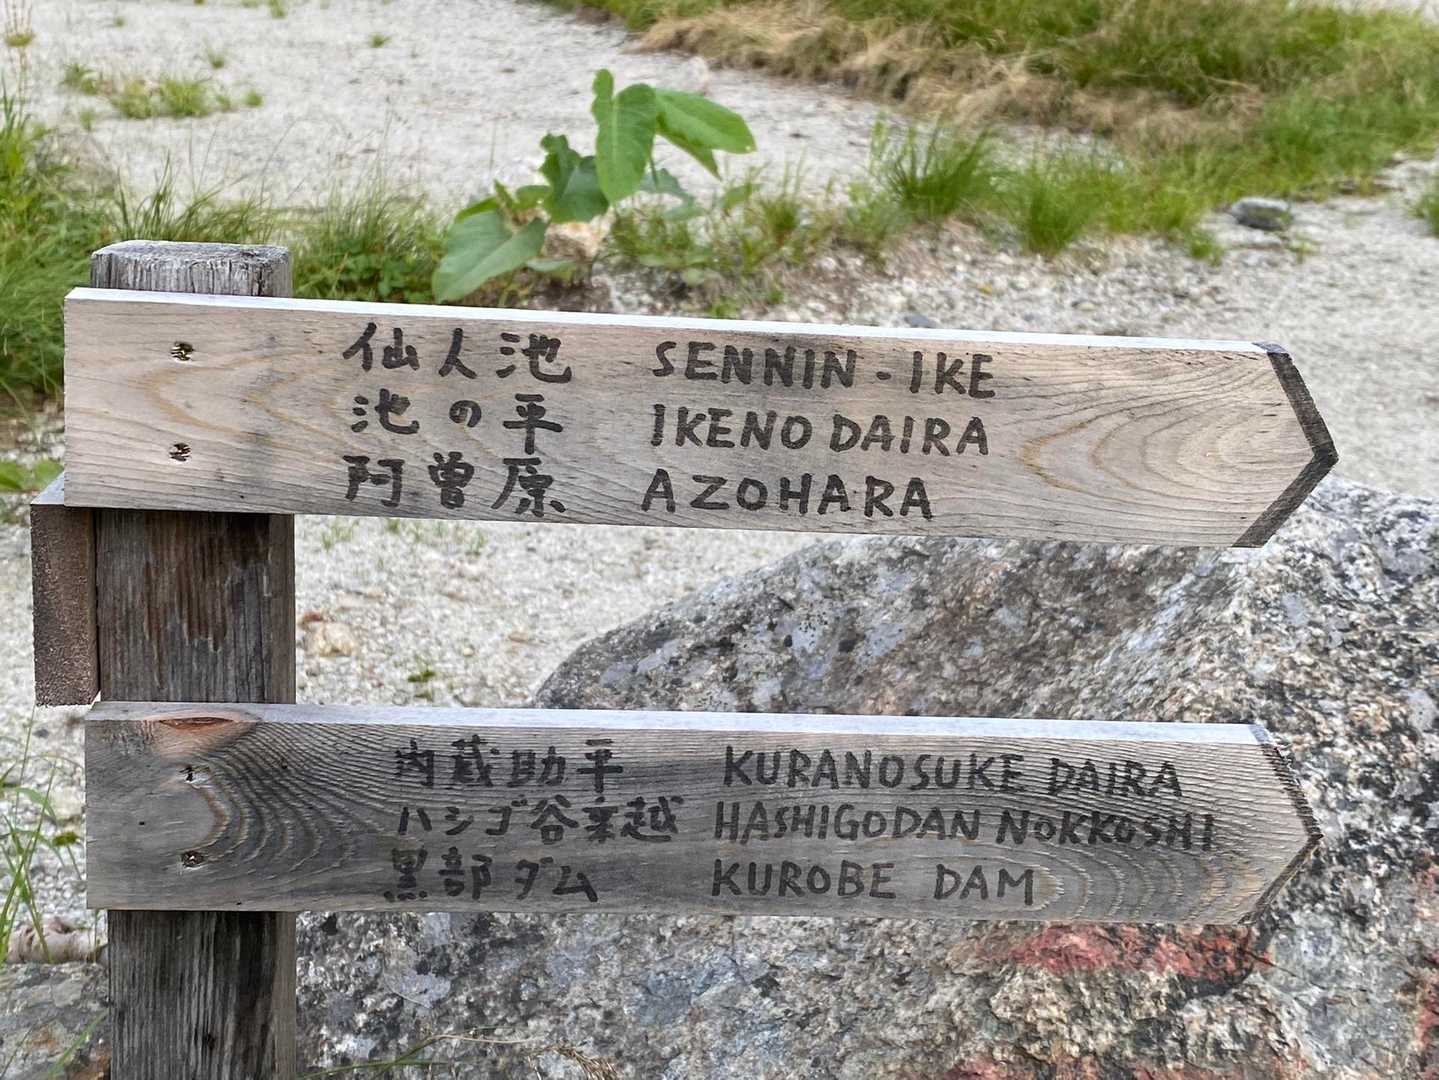 仙人池 SENNIN-IKE
池の平 IKENO DAIRA
阿曽原 AZOHARA
内蔵助平 KURANOSUKE DAIRA
ハシゴ谷乗越 HASHIGODAN NOKKOSHI
黒部ダム KUROBE DAM